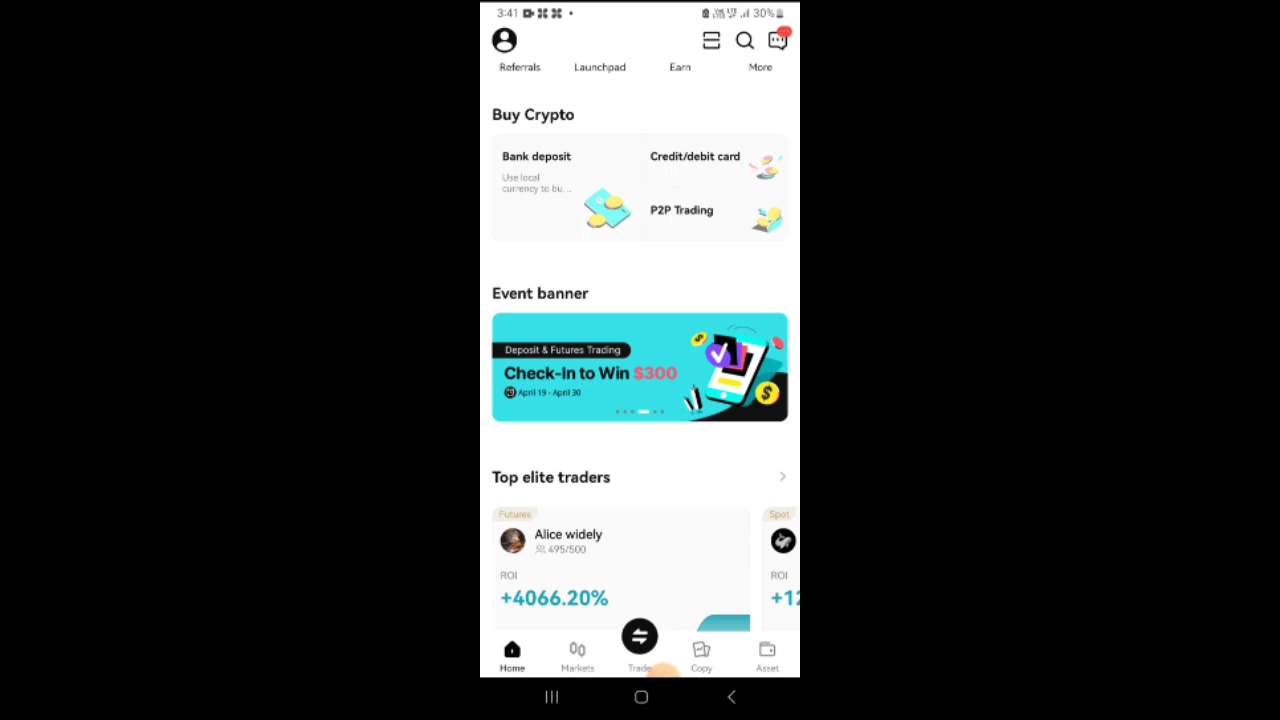 3:41
30%
Referrals Launchpad Earn More
Buy Crypto
Bank deposit
Use local
currency to bu...
Credit/debit card
P2P Trading
Event banner
Deposit & Futures Trading
Check-In to Win $300
April 19 - April 30
Top elite traders
Futures
Alice widely
495/500
ROI
+4066.20%
Spot
ROI
+12
Home Markets Trade Copy Asset